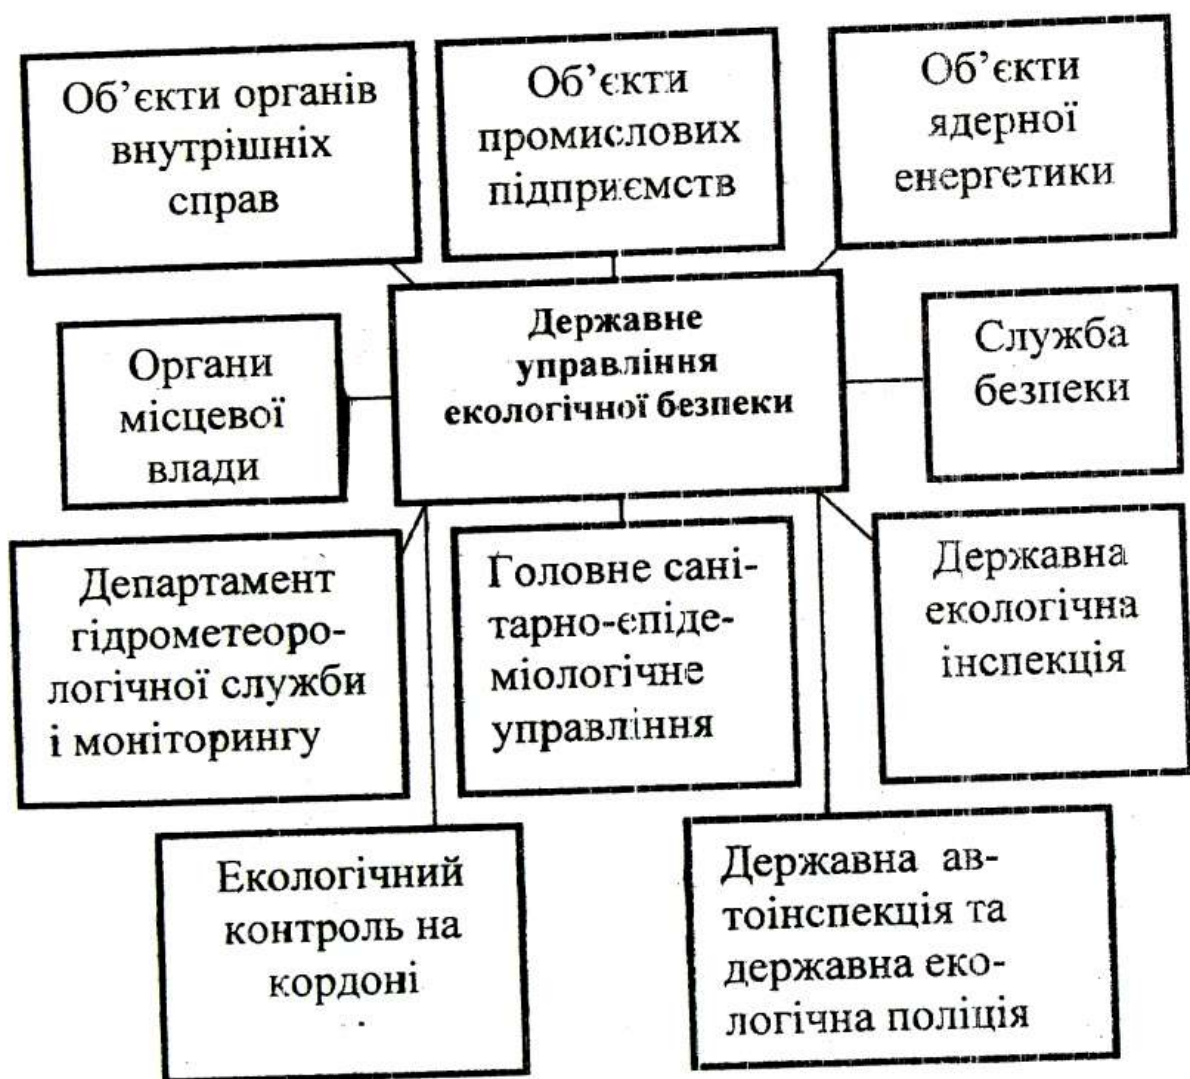 Об’єкти органів
внутрішніх
справ
Об’єкти
промислових
підприємств
Об’єкти
ядерної
енергетики
Органи
місцевої
влади
Державне
управління
екологічної безпеки
Служба
безпеки
Департамент
гідрометеоро-
логічної служби
і моніторингу
Головне сані-
тарно-епіде-
міологічне
управління
Державна
екологічна
інспекція
Екологічний
контроль на
кордоні
Державна ав-
тоінспекція та
державна еко-
логічна поліція